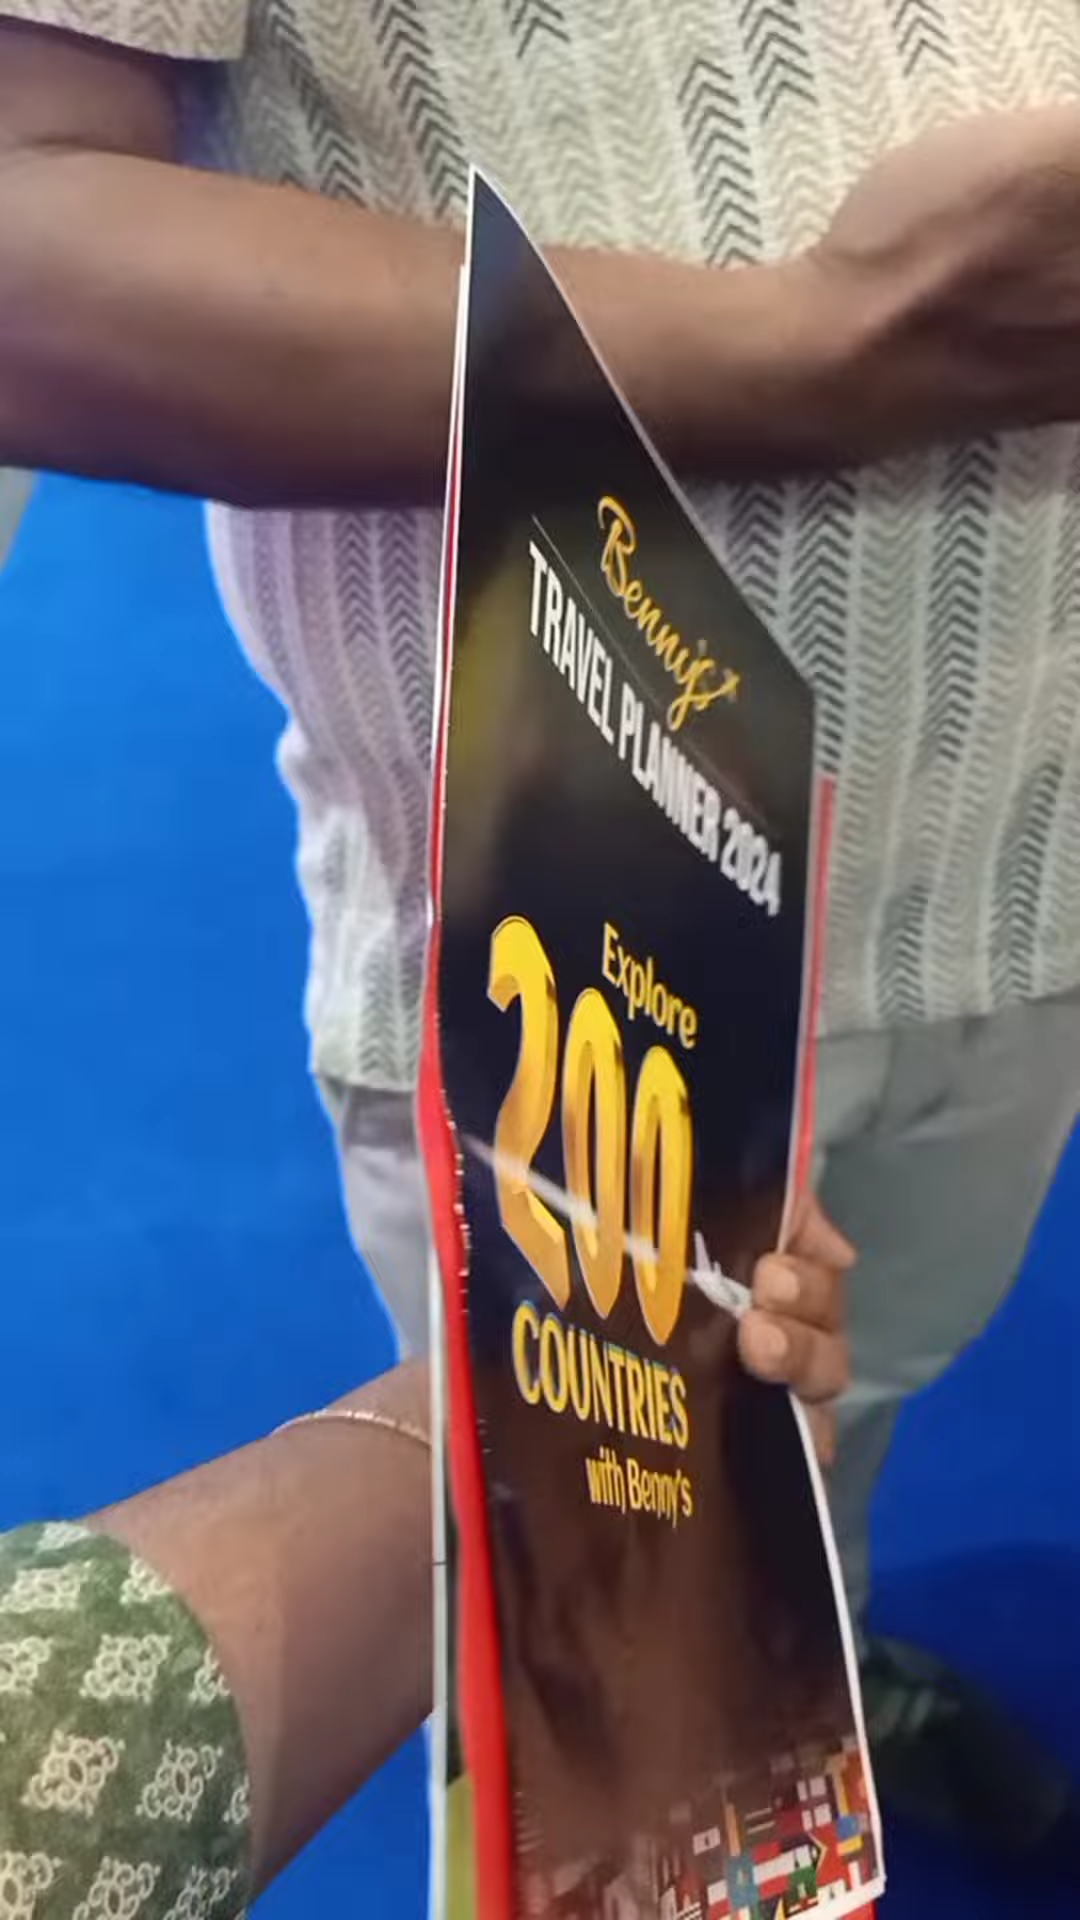 Benny's
TRAVEL PLANNER 2024
Explore
200
COUNTRIES
with Benny's